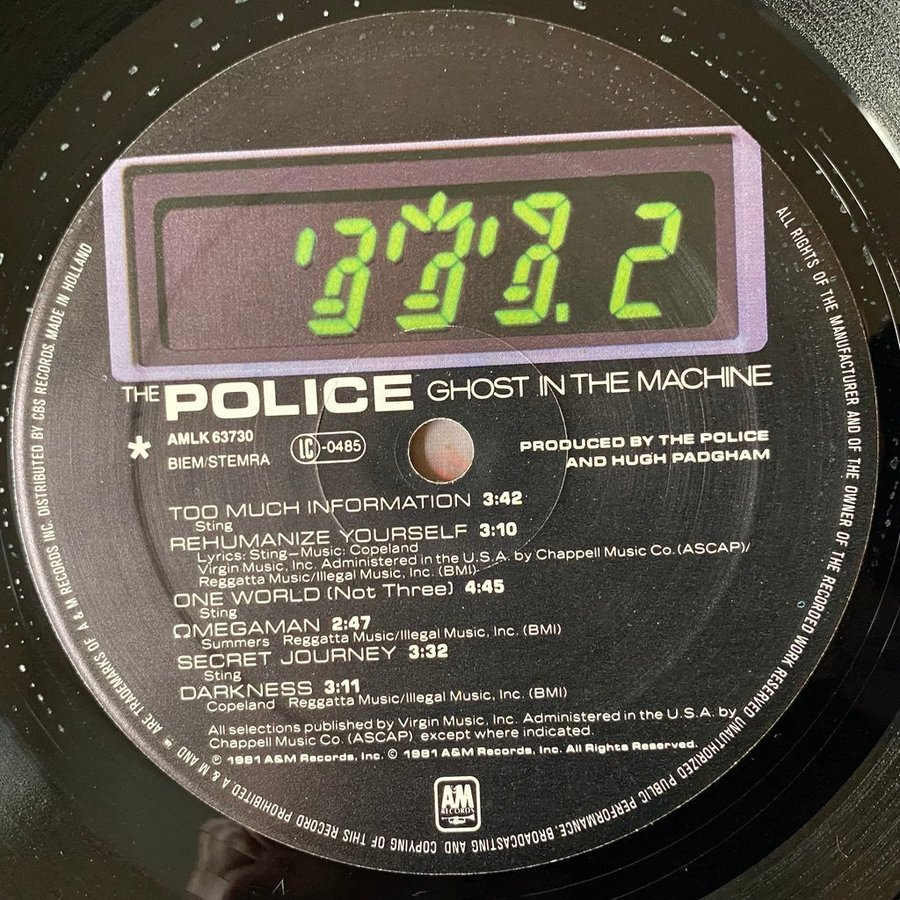 2
THE POLICE GHOST IN THE MACHINE
* AMLK 63730
BIEM/STEMRA
LC-0485
PRODUCED BY THE POLICE
AND HUGH PADGHAM
TOO MUCH INFORMATION 3:42
Sting
REHUMANIZE YOURSELF 3:10
Lyrics: Sting—Music: Copeland
Virgin Music, Inc. Administered in the U.S.A. by Chappell Music Co. (ASCAP)/
Reggatta Music/Illegal Music, Inc. (BMI).
ONE WORLD (Not Three) 4:45
Sting
ΩMEGAMAN 2:47
Summers Reggatta Music/Illegal Music, Inc. (BMI)
SECRET JOURNEY 3:32
Sting
DARKNESS 3:11
Copeland Reggatta Music/Illegal Music, Inc. (BMI)
All selections published by Virgin Music, Inc. Administered in the U.S.A. by
Chappell Music Co. (ASCAP) except where indicated.
℗ 1981 A&M Records, Inc. © 1981 A&M Records, Inc. All Rights Reserved.
A&M
RECORDS
ALL RIGHTS OF THE MANUFACTURER AND OF THE OWNER OF THE RECORDED WORK RESERVED UNAUTHORIZED PUBLIC PERFORMANCE, BROADCASTING AND COPYING OF THIS RECORD PROHIBITED A & M AND ARE TRADEMARKS OF A & M RECORDS INC. DISTRIBUTED BY CBS RECORDS. MADE IN HOLLAND